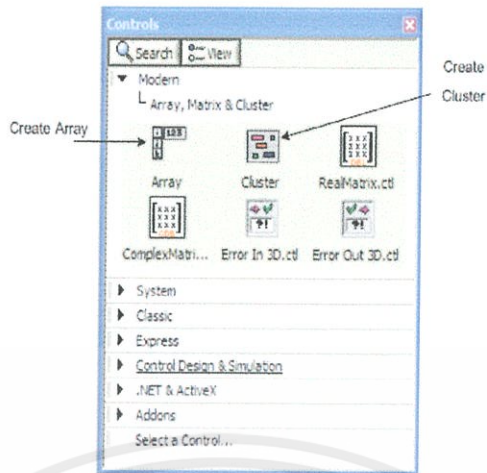 Controls
Search View
Modern
Array, Matrix & Cluster
Create Array
Create
Cluster
Array Cluster RealMatrix.ctl
ComplexMatri... Error In 3D.ctl Error Out 3D.ctl
System
Classic
Express
Control Design & Simulation
.NET & ActiveX
Addons
Select a Control...